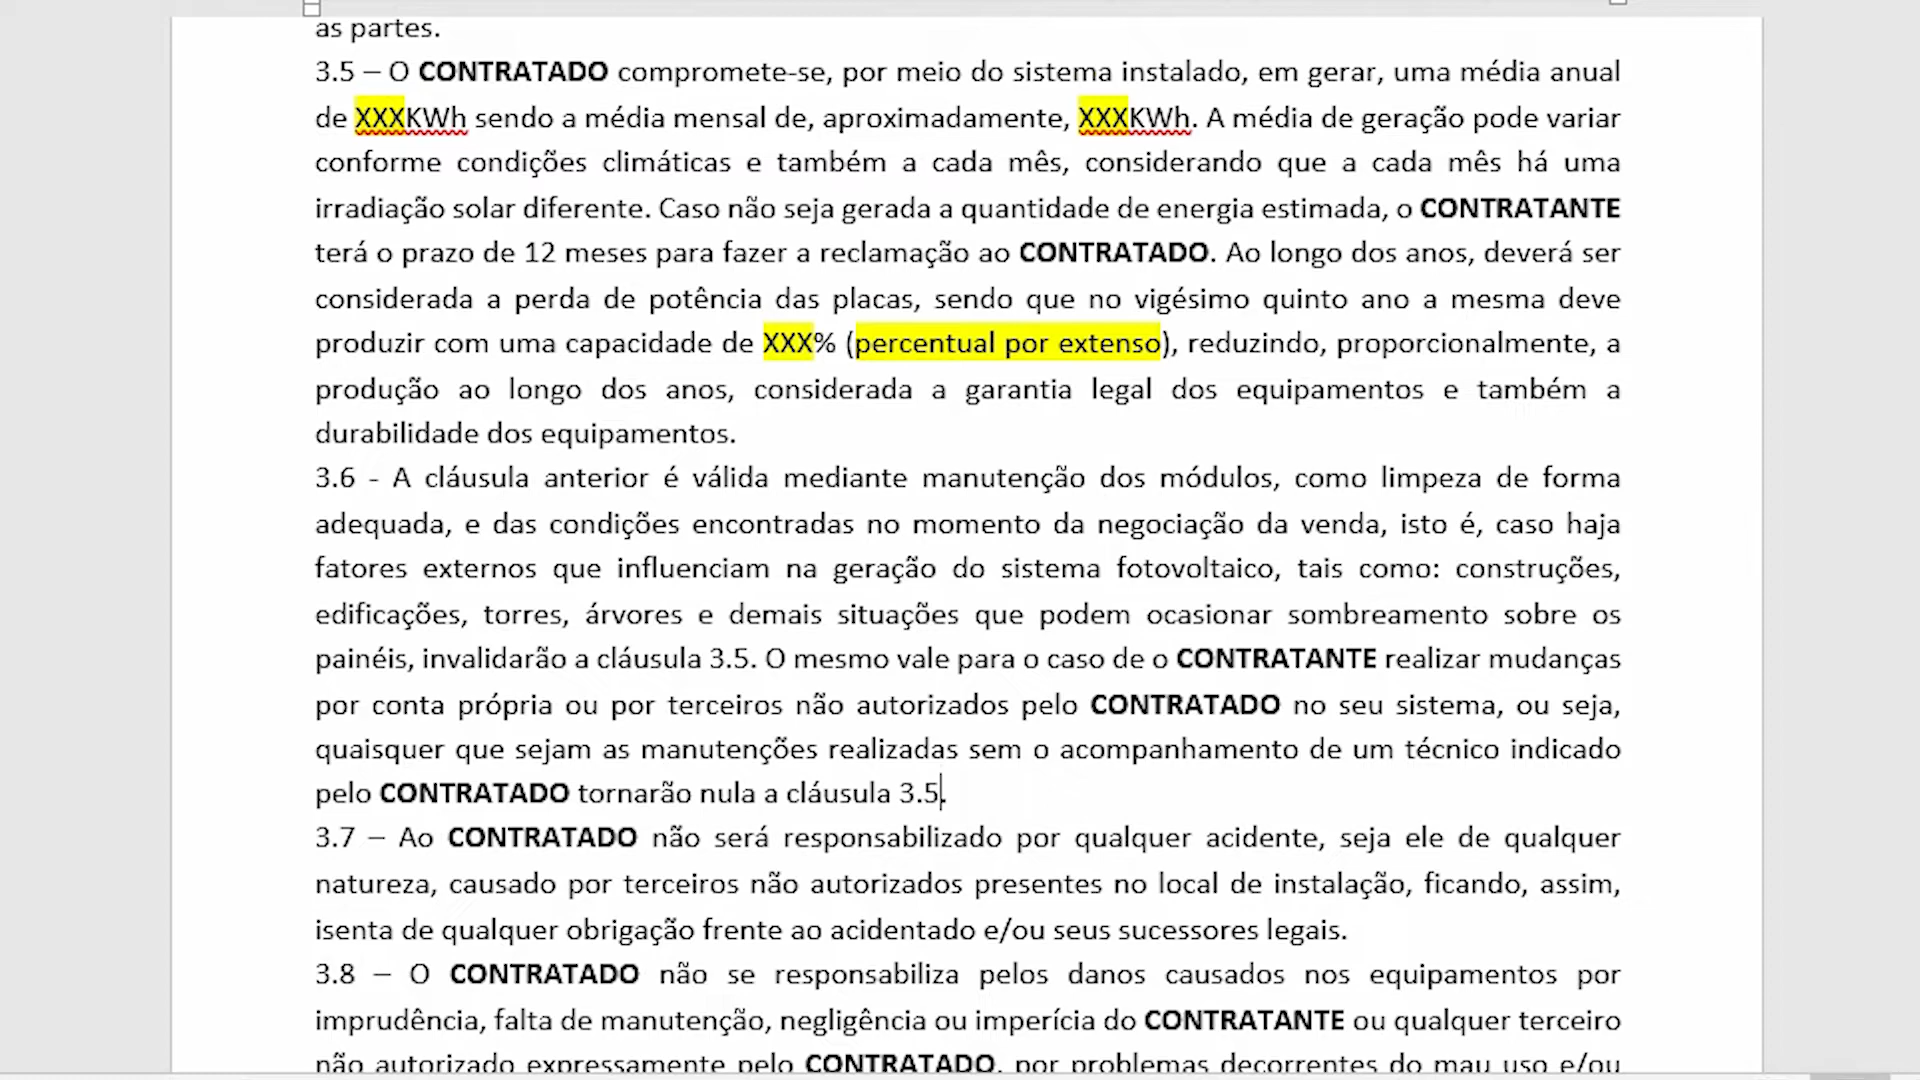 as partes.
3.5 – O CONTRATADO compromete-se, por meio do sistema instalado, em gerar, uma média anual
de XXXKWh sendo a média mensal de, aproximadamente, XXXKWh. A média de geração pode variar
conforme condições climáticas e também a cada mês, considerando que a cada mês há uma
irradiação solar diferente. Caso não seja gerada a quantidade de energia estimada, o CONTRATANTE
terá o prazo de 12 meses para fazer a reclamação ao CONTRATADO. Ao longo dos anos, deverá ser
considerada a perda de potência das placas, sendo que no vigésimo quinto ano a mesma deve
produzir com uma capacidade de XXX% (percentual por extenso), reduzindo, proporcionalmente, a
produção ao longo dos anos, considerada a garantia legal dos equipamentos e também a
durabilidade dos equipamentos.
3.6 - A cláusula anterior é válida mediante manutenção dos módulos, como limpeza de forma
adequada, e das condições encontradas no momento da negociação da venda, isto é, caso haja
fatores externos que influenciam na geração do sistema fotovoltaico, tais como: construções,
edificações, torres, árvores e demais situações que podem ocasionar sombreamento sobre os
painéis, invalidarão a cláusula 3.5. O mesmo vale para o caso de o CONTRATANTE realizar mudanças
por conta própria ou por terceiros não autorizados pelo CONTRATADO no seu sistema, ou seja,
quaisquer que sejam as manutenções realizadas sem o acompanhamento de um técnico indicado
pelo CONTRATADO tornarão nula a cláusula 3.5.
3.7 – Ao CONTRATADO não será responsabilizado por qualquer acidente, seja ele de qualquer
natureza, causado por terceiros não autorizados presentes no local de instalação, ficando, assim,
isenta de qualquer obrigação frente ao acidentado e/ou seus sucessores legais.
3.8 – O CONTRATADO não se responsabiliza pelos danos causados nos equipamentos por
imprudência, falta de manutenção, negligência ou imperícia do CONTRATANTE ou qualquer terceiro
não autorizado expressamente pelo CONTRATADO, por problemas decorrentes do mau uso e/ou